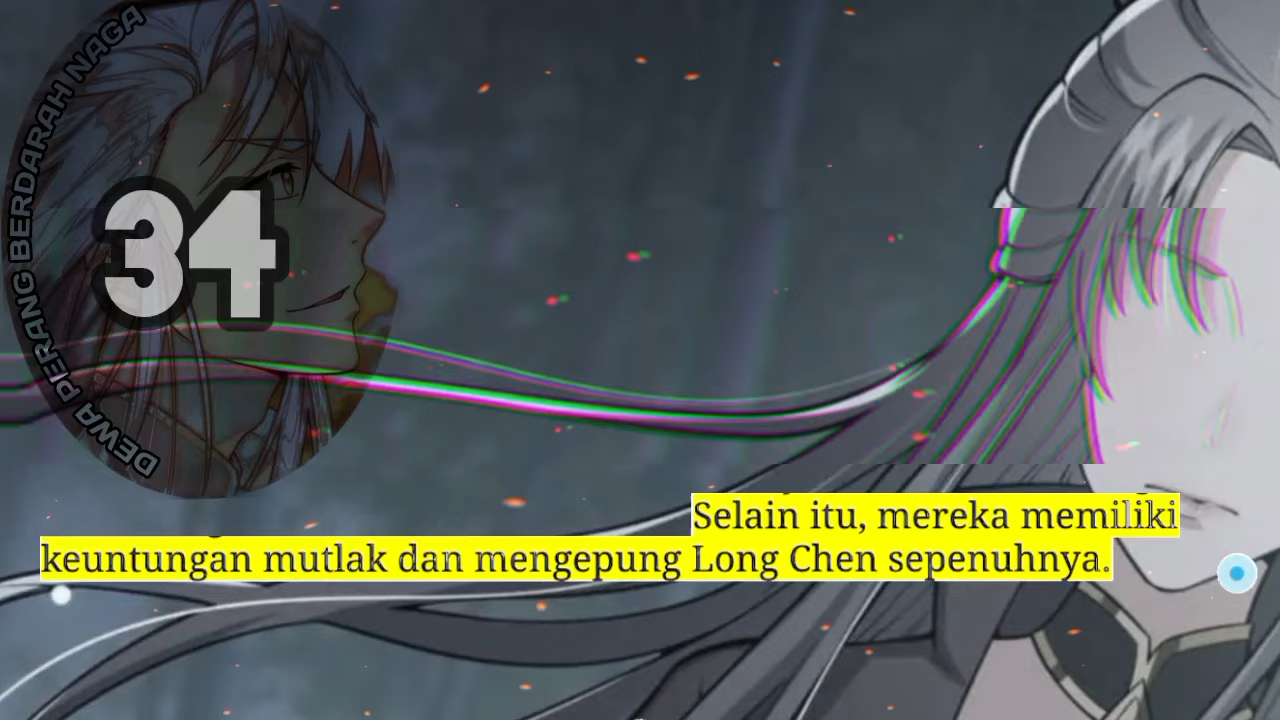 DEWA PERANG BERDARAH NAGA
34
Selain itu, mereka memiliki
keuntungan mutlak dan mengepung Long Chen sepenuhnya.